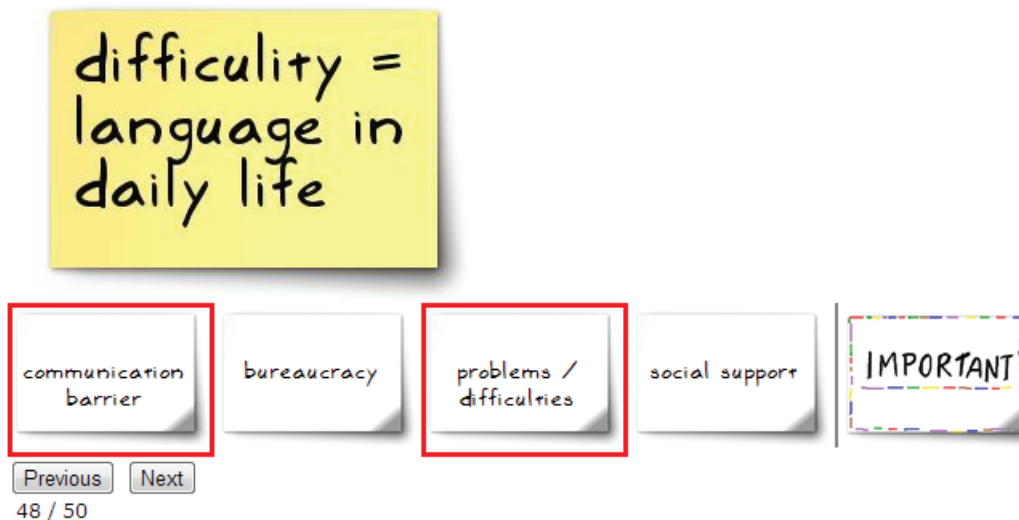 difficulity =
language in
daily life
communication
barrier
bureaucracy
problems /
difficulties
social support
IMPORTANT
Previous Next
48 / 50